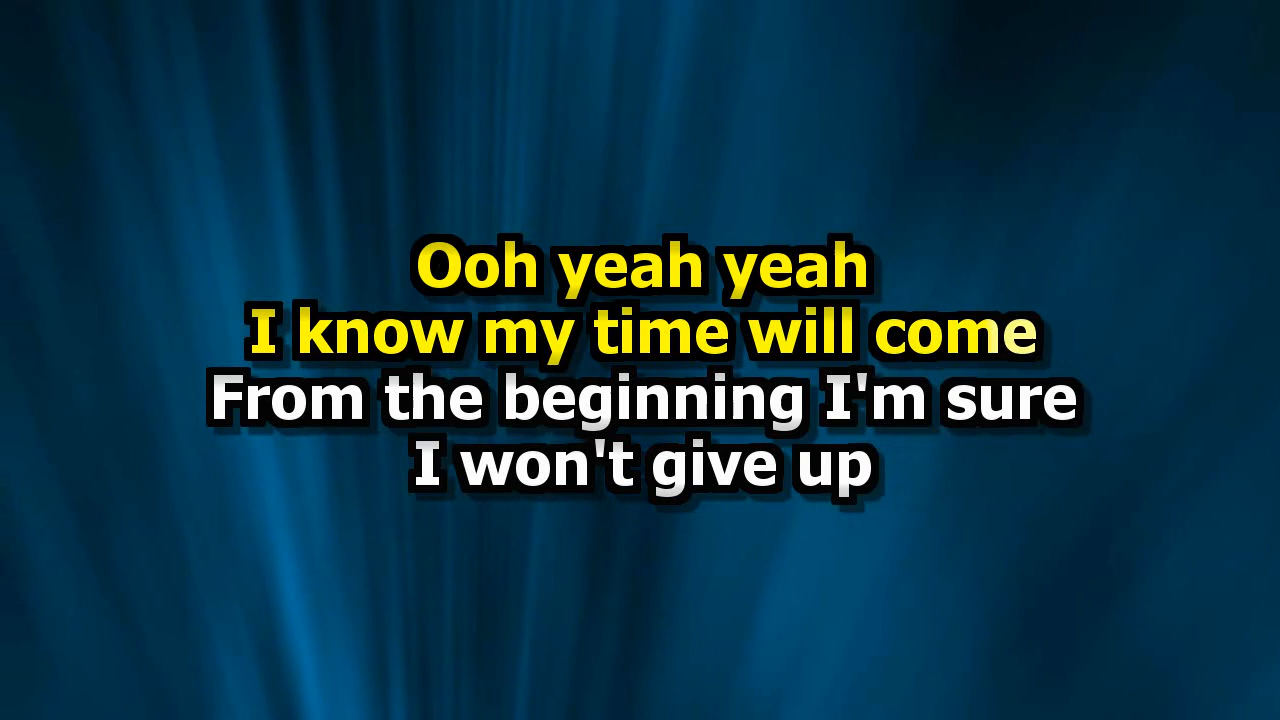 Ooh yeah yeah
I know my time will come
From the beginning I'm sure
I won't give up